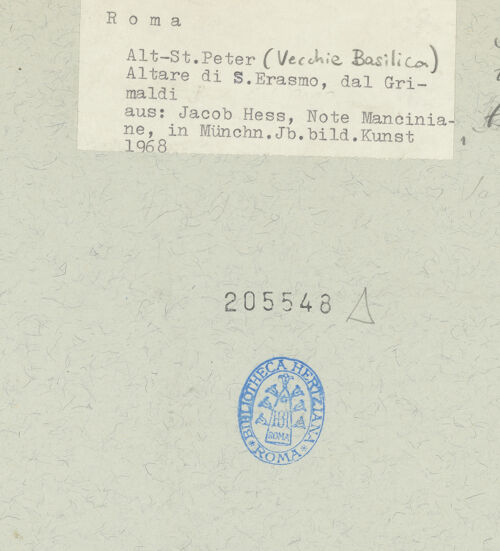 Roma
Alt-St.Peter (Vecchia Basilica)
Altare di S.Erasmo, dal Gri-
maldi
aus: Jacob Hess, Note Mancinia-
ne, in Münchn.Jb.bild.Kunst
1968
205548
BIBLIOTHECA HERTZIANA
ROMA
ROMA